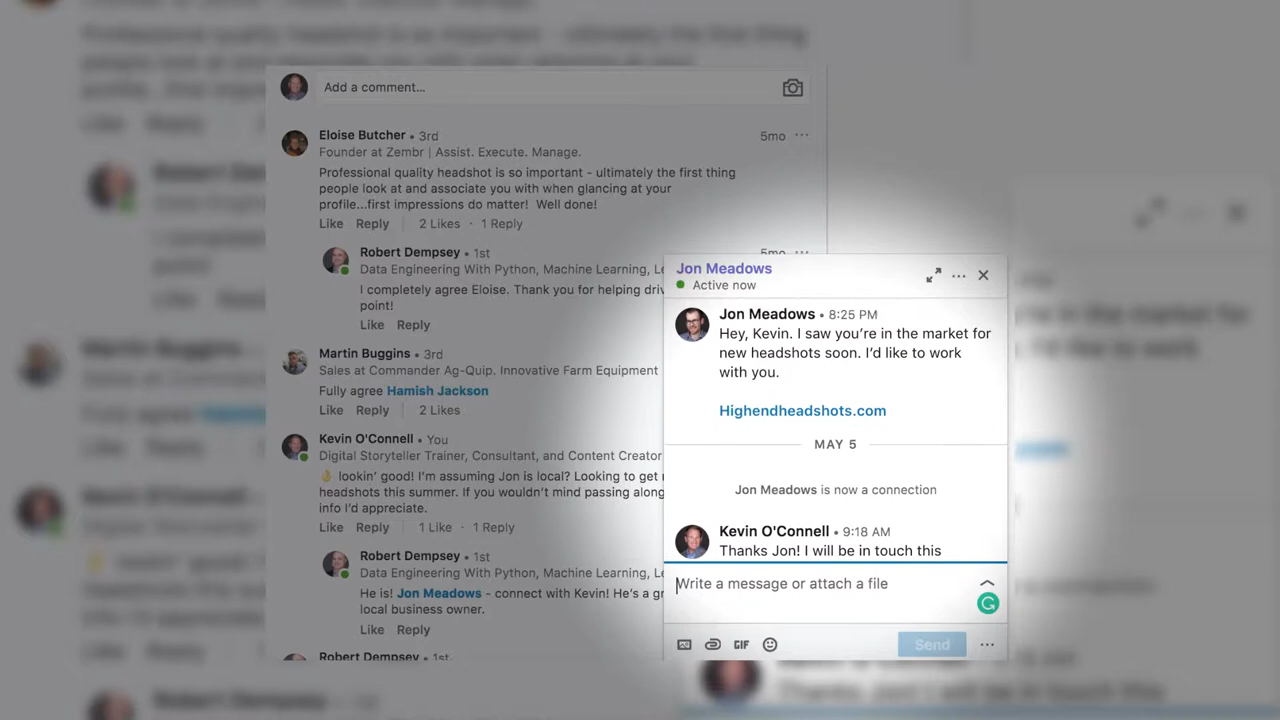 Add a comment...
Eloise Butcher • 3rd
5mo ...
Founder at Zembr | Assist. Execute. Manage.
Professional quality headshot is so important - ultimately the first thing
people look at and associate you with when glancing at your
profile...first impressions do matter! Well done!
Like Reply 2 Likes · 1 Reply
Robert Dempsey • 1st
5mo ...
Data Engineering With Python, Machine Learning,
I completely agree Eloise. Thank you for helping
point!
Like Reply
Martin Buggins • 3rd
Sales at Commander Ag-Quip. Innovative Farm Equipment
Fully agree Hamish Jackson
Like Reply 2 Likes
Kevin O'Connell • You
Digital Storyteller Trainer, Consultant, and Content Creator
👌 lookin' good! I'm assuming Jon is local? Looking to get
headshots this summer. If you wouldn't mind passing along
info I'd appreciate.
Like Reply 1 Like · 1 Reply
Robert Dempsey • 1st
Data Engineering With Python, Machine Learning,
He is! Jon Meadows - connect with Kevin! He's a
local business owner.
Like Reply
Robert Dempsey • 1st
Jon Meadows
Active now
Jon Meadows • 8:25 PM
Hey, Kevin. I saw you're in the market for
new headshots soon. I'd like to work
with you.
Highendheadshots.com
MAY 5
Jon Meadows is now a connection
Kevin O'Connell • 9:18 AM
Thanks Jon! I will be in touch this
Write a message or attach a file
GIF
Send